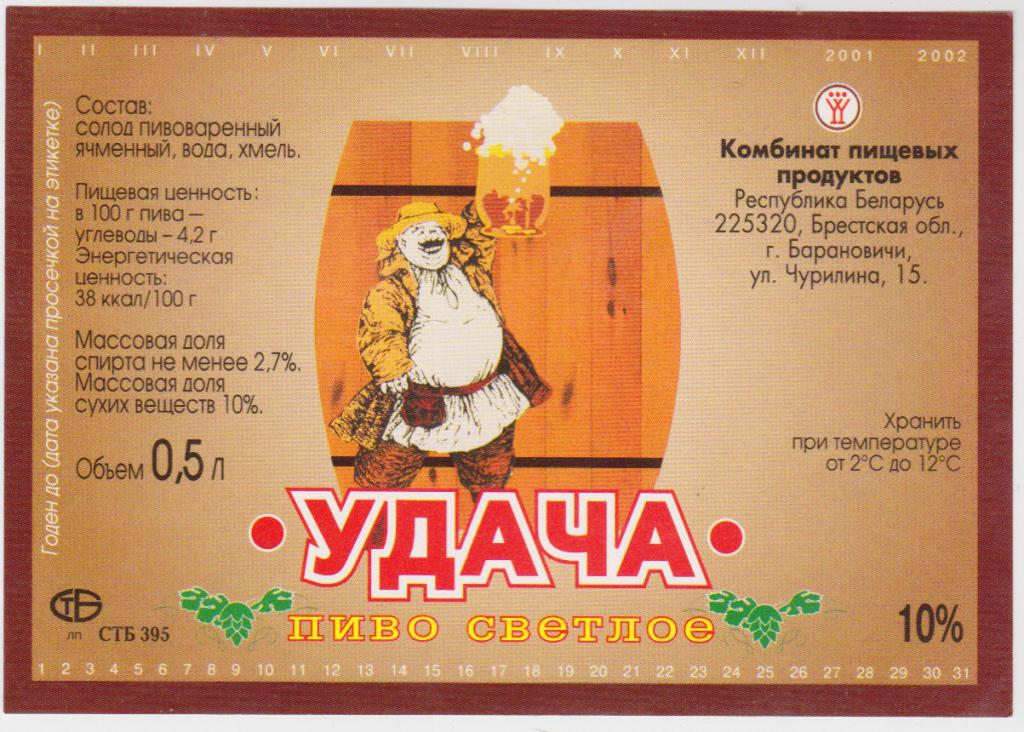 I II III IV V VI VII VIII IX X XI XII 2001 2002
Годен до (дата указана просечкой на этикетке)
Состав:
солод пивоваренный
ячменный, вода, хмель.
Пищевая ценность:
в 100 г пива –
углеводы – 4,2 г
Энергетическая
ценность:
38 ккал/100 г
Массовая доля
спирта не менее 2,7%.
Массовая доля
сухих веществ 10%.
Объем 0,5 Л
Комбинат пищевых
продуктов
Республика Беларусь
225320, Брестская обл.,
г. Барановичи,
ул. Чурилина, 15.
Хранить
при температуре
от 2°С до 12°С
• УДАЧА •
пиво светлое
СТБ
лп СТБ 395
10%
1 2 3 4 5 6 7 8 9 10 11 12 13 14 15 16 17 18 19 20 21 22 23 24 25 26 27 28 29 30 31